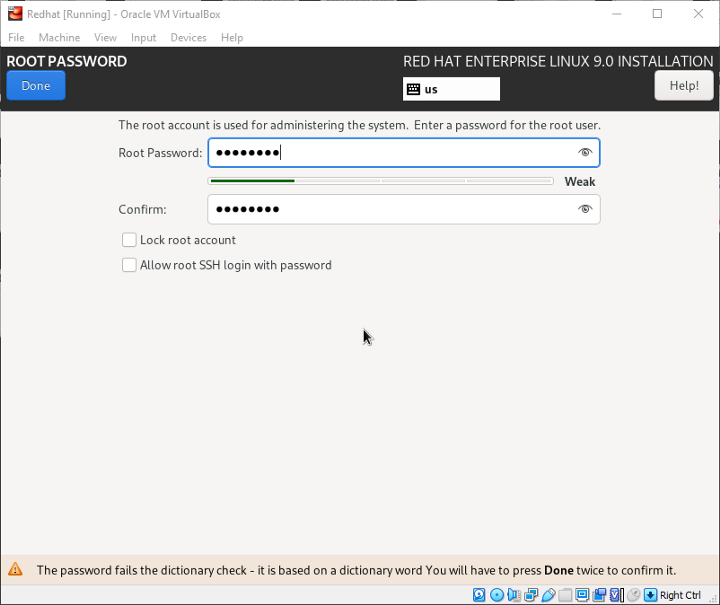 Redhat [Running] - Oracle VM VirtualBox
File Machine View Input Devices Help
ROOT PASSWORD
RED HAT ENTERPRISE LINUX 9.0 INSTALLATION
Done
us
Help!
The root account is used for administering the system. Enter a password for the root user.
Root Password: ●●●●●●●●
Weak
Confirm: ●●●●●●●●
Lock root account
Allow root SSH login with password
The password fails the dictionary check - it is based on a dictionary word You will have to press Done twice to confirm it.
Right Ctrl